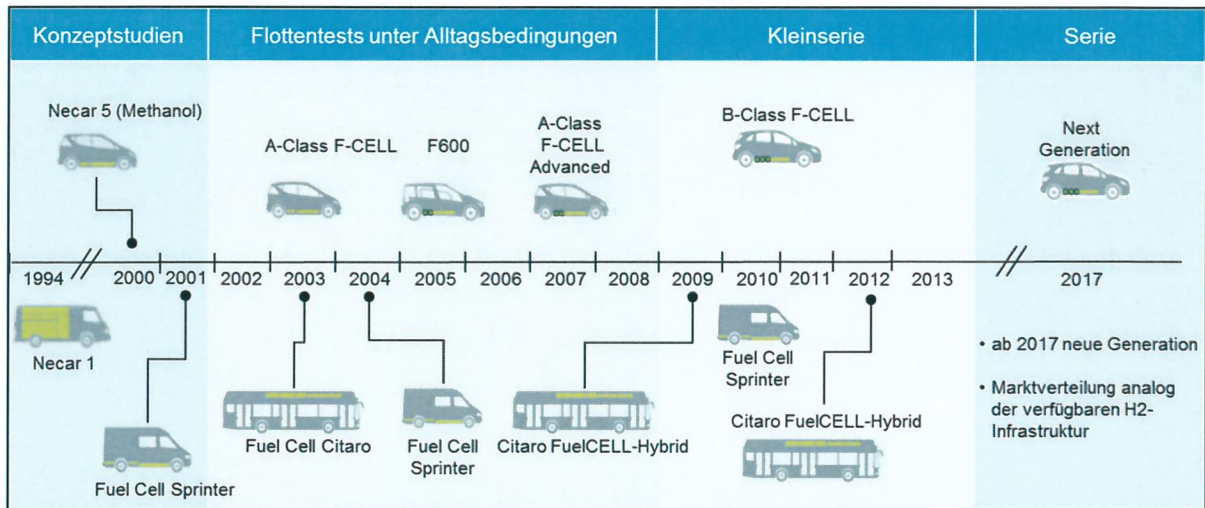 Konzeptstudien
Flottentests unter Alltagsbedingungen
Kleinserie
Serie
Necar 5 (Methanol)
A-Class F-CELL
F600
A-Class
F-CELL
Advanced
B-Class F-CELL
Next
Generation
1994
2000
2001
2002
2003
2004
2005
2006
2007
2008
2009
2010
2011
2012
2013
2017
Necar 1
Fuel Cell Sprinter
Fuel Cell Citaro
Fuel Cell
Sprinter
Citaro FuelCELL-Hybrid
Fuel Cell
Sprinter
Citaro FuelCELL-Hybrid
• ab 2017 neue Generation
• Marktverteilung analog
der verfügbaren H2-
Infrastruktur